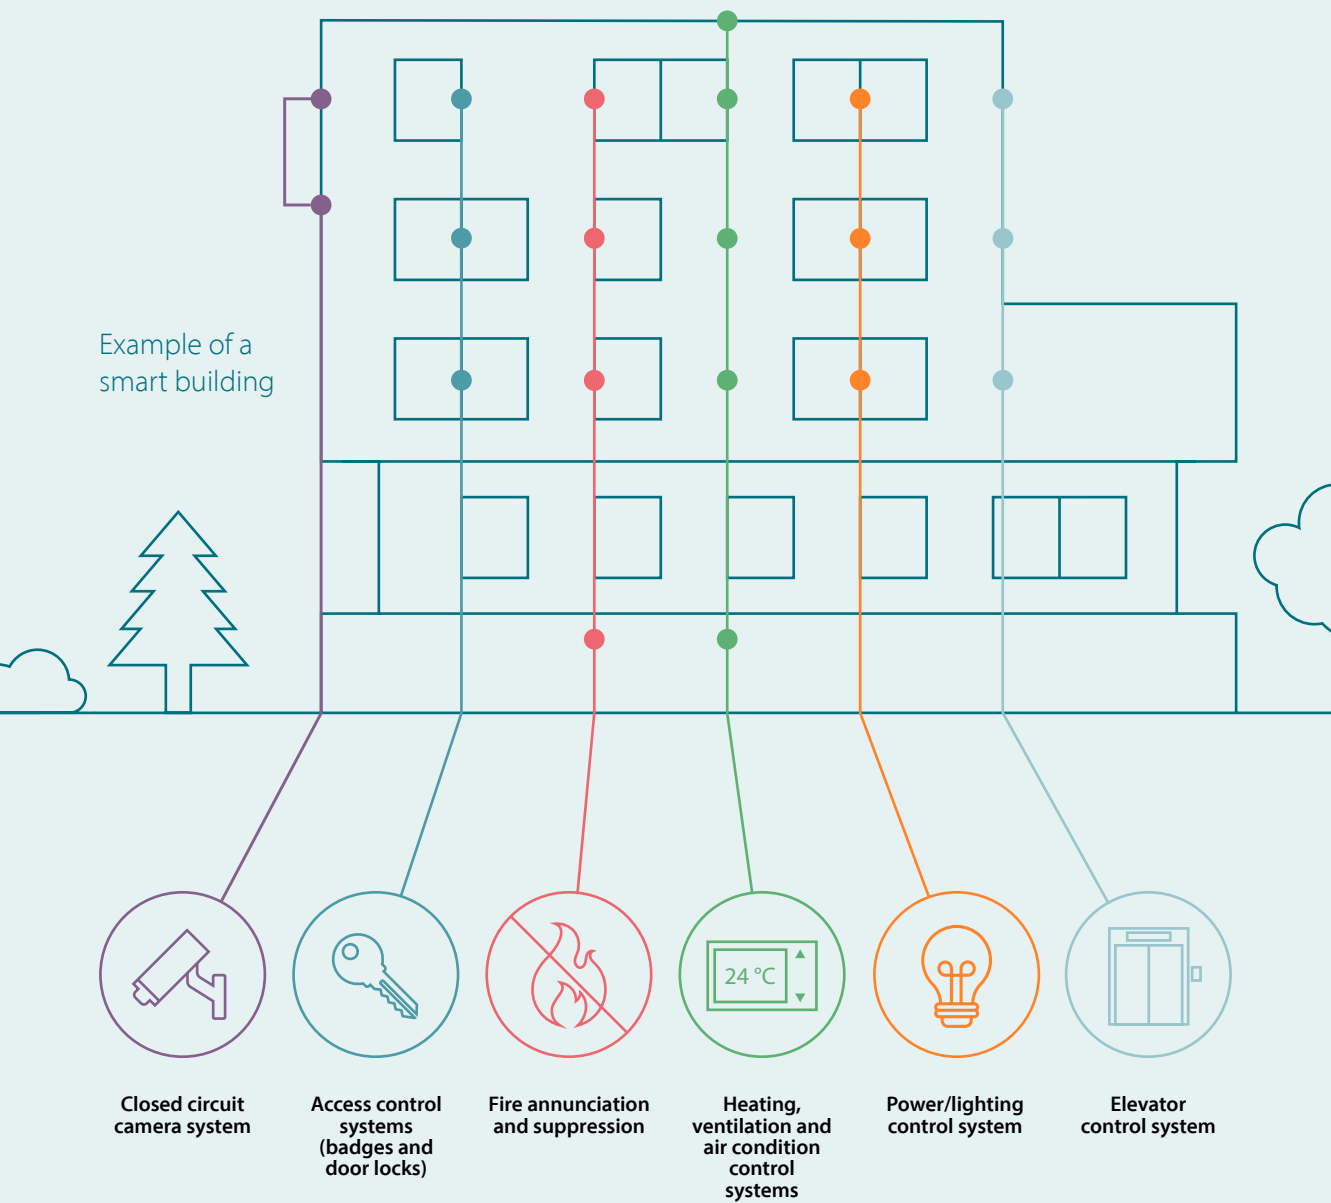 Example of a
smart building
24 °C
Closed circuit
camera system
Access control
systems
(badges and
door locks)
Fire annunciation
and suppression
Heating,
ventilation and
air condition
control
systems
Power/lighting
control system
Elevator
control system